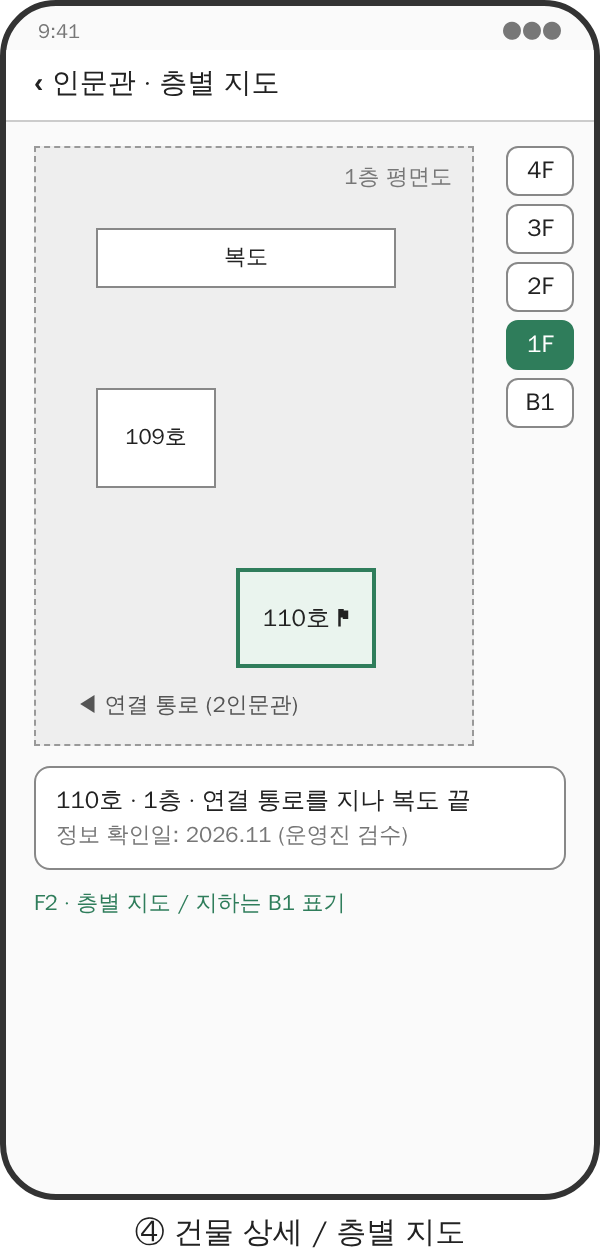 9:41
‹ 인문관 · 층별 지도
1층 평면도
4F
3F
2F
1F
B1
복도
109호
110호
◀ 연결 통로 (2인문관)
110호 · 1층 · 연결 통로를 지나 복도 끝
정보 확인일: 2026.11 (운영진 검수)
F2 · 층별 지도 / 지하는 B1 표기
④ 건물 상세 / 층별 지도